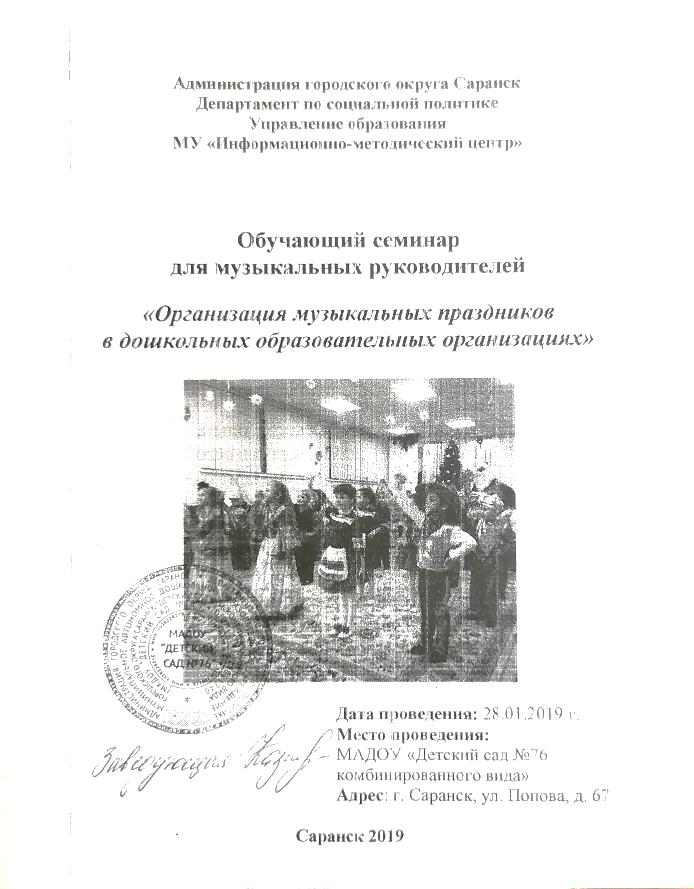 Администрация городского округа Саранск
Департамент по социальной политике
Управление образования
МУ «Информационно-методический центр»
Обучающий семинар
для музыкальных руководителей
«Организация музыкальных праздников
в дошкольных образовательных организациях»
МАДОУ
"ДЕТСКИЙ
САД №76"
Дата проведения: 28.01.2019 г.
Место проведения:
МАДОУ «Детский сад №76
комбинированного вида»
Адрес: г. Саранск, ул. Попова, д. 67
Заведующая
Саранск 2019